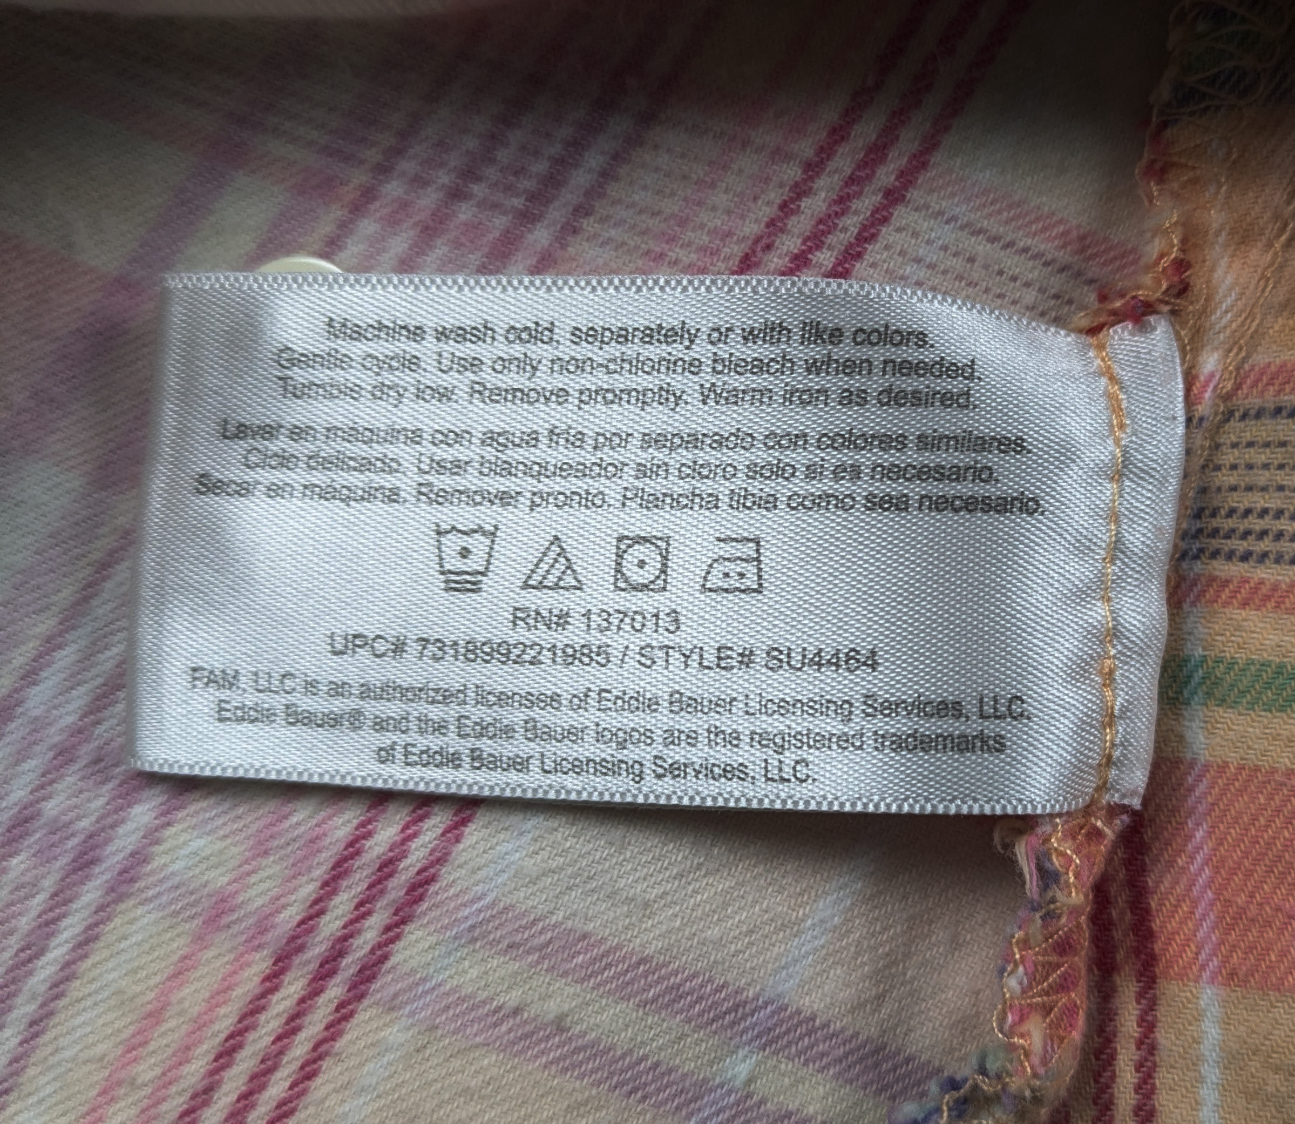 Machine wash cold, separately or with like colors.
Gentle cycle. Use only non-chlorine bleach when needed.
Tumble dry low. Remove promptly. Warm iron as desired.
Lavar en máquina con agua fría por separado con colores similares.
Ciclo delicado. Usar blanqueador sin cloro solo si es necesario.
Secar en máquina. Remover pronto. Plancha tibia como sea necesario.
RN# 137013
UPC# 731899221985 / STYLE# SU4464
FAM, LLC is an authorized licensee of Eddie Bauer Licensing Services, LLC.
Eddie Bauer® and the Eddie Bauer logos are the registered trademarks
of Eddie Bauer Licensing Services, LLC.